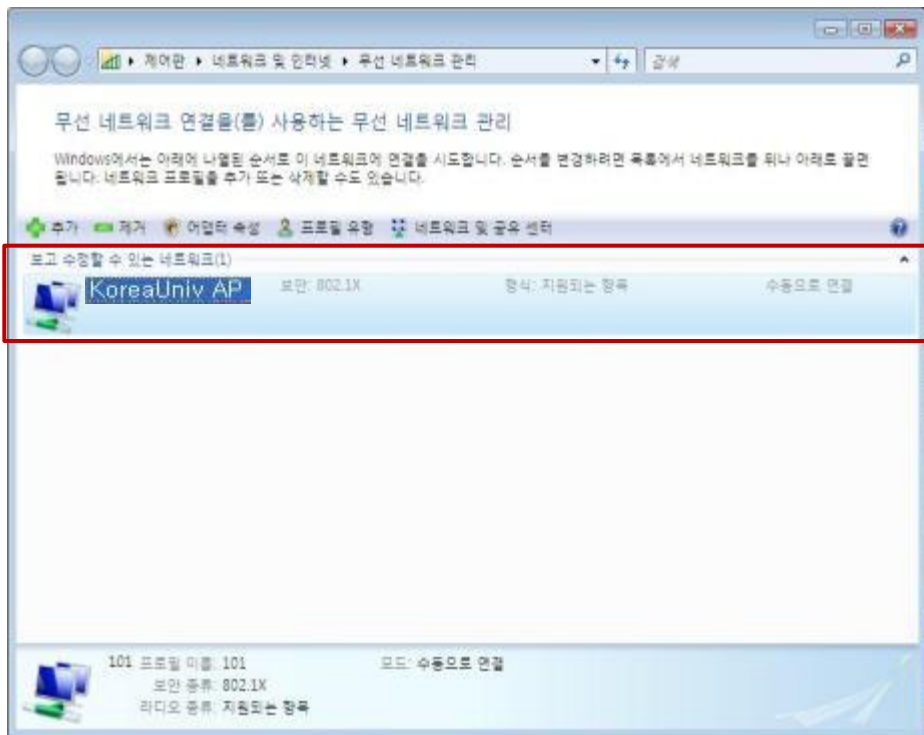 제어판 ▸ 네트워크 및 인터넷 ▸ 무선 네트워크 관리
검색
무선 네트워크 연결을(를) 사용하는 무선 네트워크 관리
Windows에서는 아래에 나열된 순서로 이 네트워크에 연결을 시도합니다. 순서를 변경하려면 목록에서 네트워크를 위나 아래로 끌면
됩니다. 네트워크 프로필을 추가 또는 삭제할 수도 있습니다.
추가 제거 어댑터 속성 프로필 유형 네트워크 및 공유 센터
보고 수정할 수 있는 네트워크(1)
KoreaUniv AP 보안: 802.1X 형식: 지원되는 항목 수동으로 연결
101 프로필 이름: 101 모드: 수동으로 연결
보안 종류: 802.1X
라디오 종류: 지원되는 항목